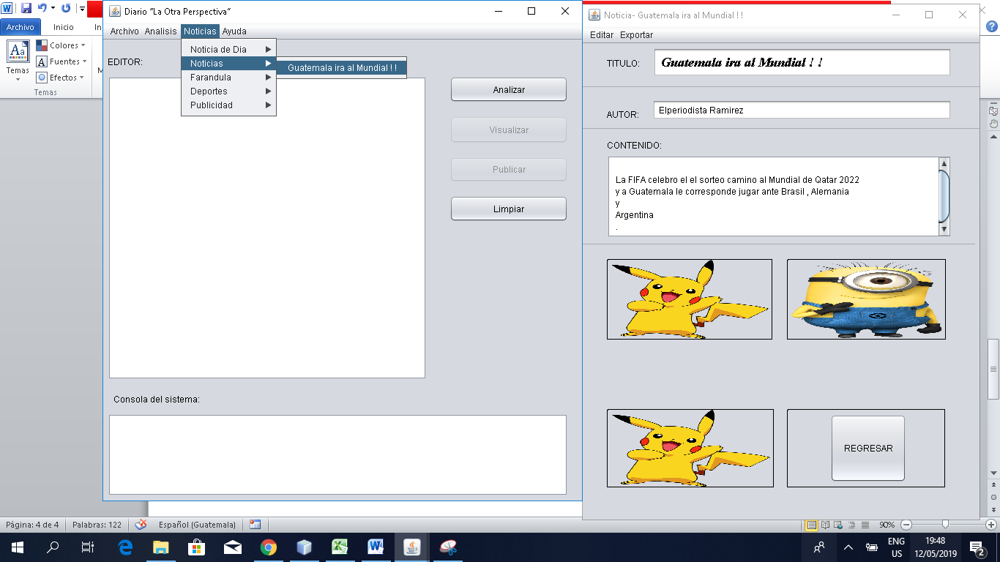 Diario "La Otra Perspectiva"
Archivo Analisis Noticias Ayuda
Noticia de Dia
Noticias
Farandula
Deportes
Publicidad
Guatemala ira al Mundial ! !
EDITOR:
Analizar
Visualizar
Publicar
Limpiar
Consola del sistema:
Noticia- Guatemala ira al Mundial ! !
Editar Exportar
TITULO: Guatemala ira al Mundial ! !
AUTOR: Elperiodista Ramirez
CONTENIDO:
La FIFA celebro el el sorteo camino al Mundial de Qatar 2022
y a Guatemala le corresponde jugar ante Brasil , Alemania
y
Argentina
.
REGRESAR
Archivo Inicio
Aa
Temas
Colores
A Fuentes
Efectos
Temas
Página: 4 de 4 Palabras: 122 Español (Guatemala) 90%
ENG
US
19:48
12/05/2019
2